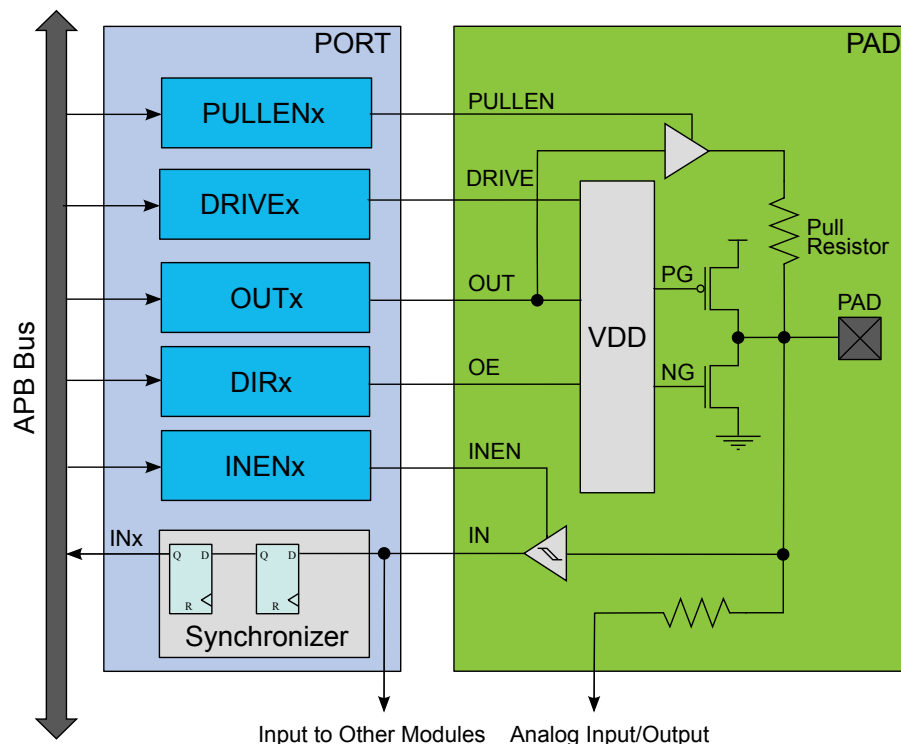 PORT
PAD
APB Bus
PULLENx
PULLEN
DRIVEx
DRIVE
Pull
Resistor
OUTx
OUT
PG
PAD
VDD
DIRx
OE
NG
INENx
INEN
INx
IN
Q D
Q D
R
R
Synchronizer
Input to Other Modules
Analog Input/Output